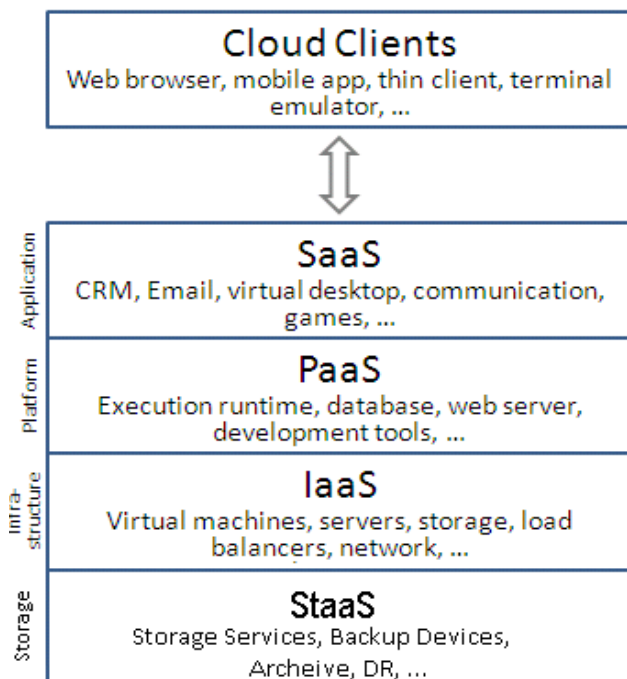 Cloud Clients
Web browser, mobile app, thin client, terminal
emulator, ...
Application
SaaS
CRM, Email, virtual desktop, communication,
games, ...
Platform
PaaS
Execution runtime, database, web server,
development tools, ...
Infra-
structure
IaaS
Virtual machines, servers, storage, load
balancers, network, ...
Storage
StaaS
Storage Services, Backup Devices,
Archeive, DR, ...